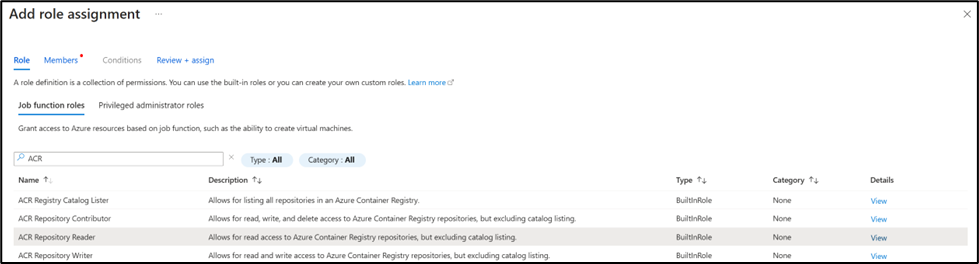 Add role assignment ...
Role Members Conditions Review + assign
A role definition is a collection of permissions. You can use the built-in roles or you can create your own custom roles. Learn more
Job function roles Privileged administrator roles
Grant access to Azure resources based on job function, such as the ability to create virtual machines.
ACR Type : All Category : All
Name Description Type Category Details
ACR Registry Catalog Lister Allows for listing all repositories in an Azure Container Registry. BuiltInRole None View
ACR Repository Contributor Allows for read, write, and delete access to Azure Container Registry repositories, but excluding catalog listing. BuiltInRole None View
ACR Repository Reader Allows for read access to Azure Container Registry repositories, but excluding catalog listing. BuiltInRole None View
ACR Repository Writer Allows for read and write access to Azure Container Registry repositories, but excluding catalog listing. BuiltInRole None View